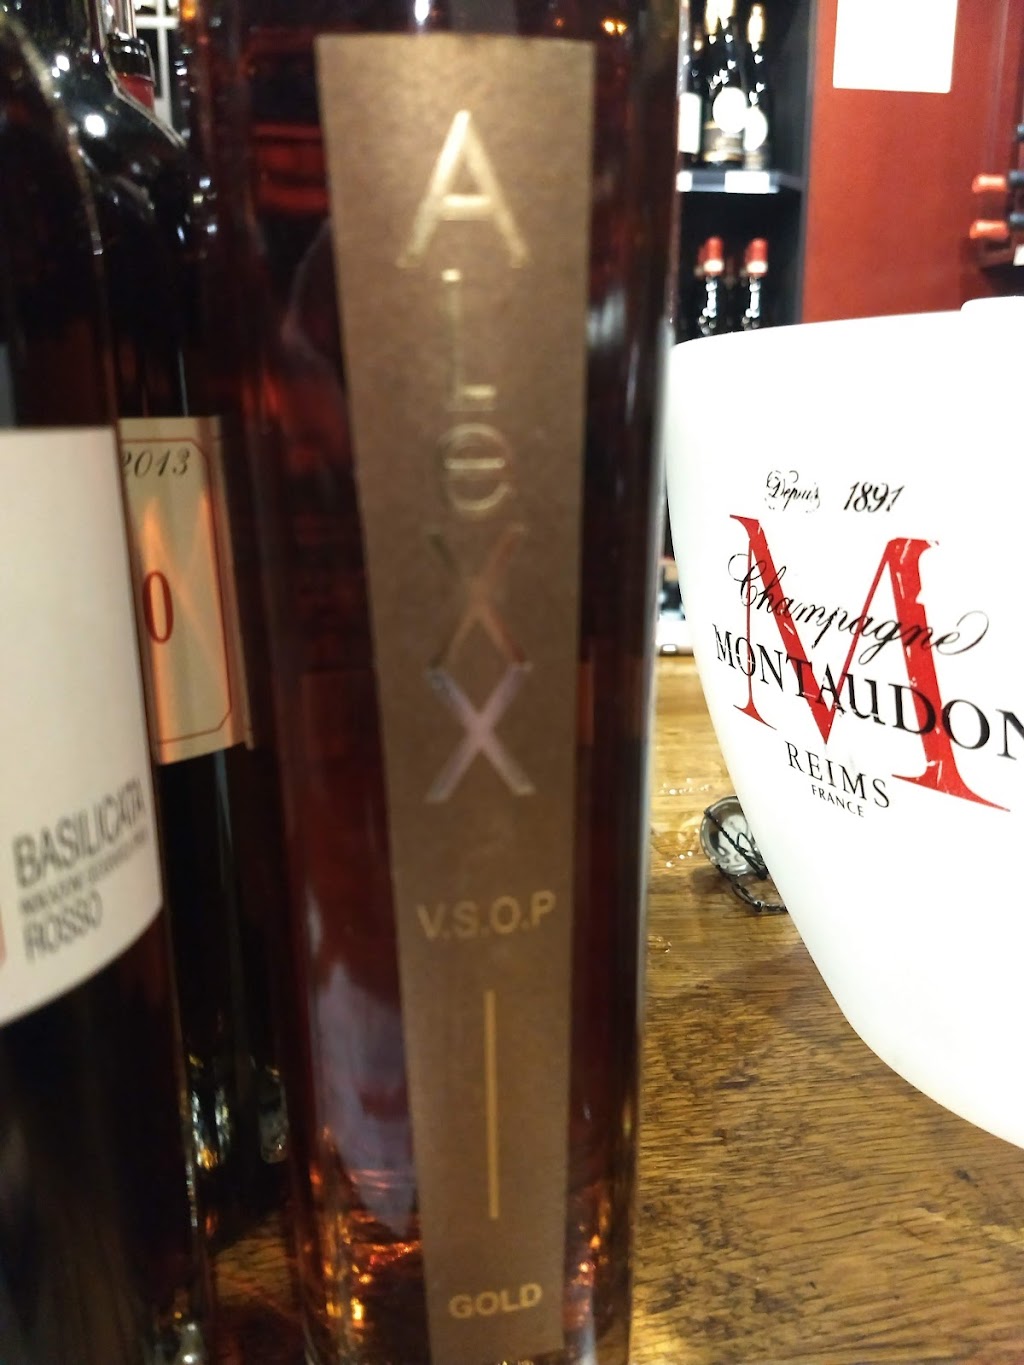 ALeXX
V.S.O.P
GOLD
2013
0
BASILICATA
ROSSO
Depuis 1891
M
Champagne
MONTAUDON
REIMS
FRANCE